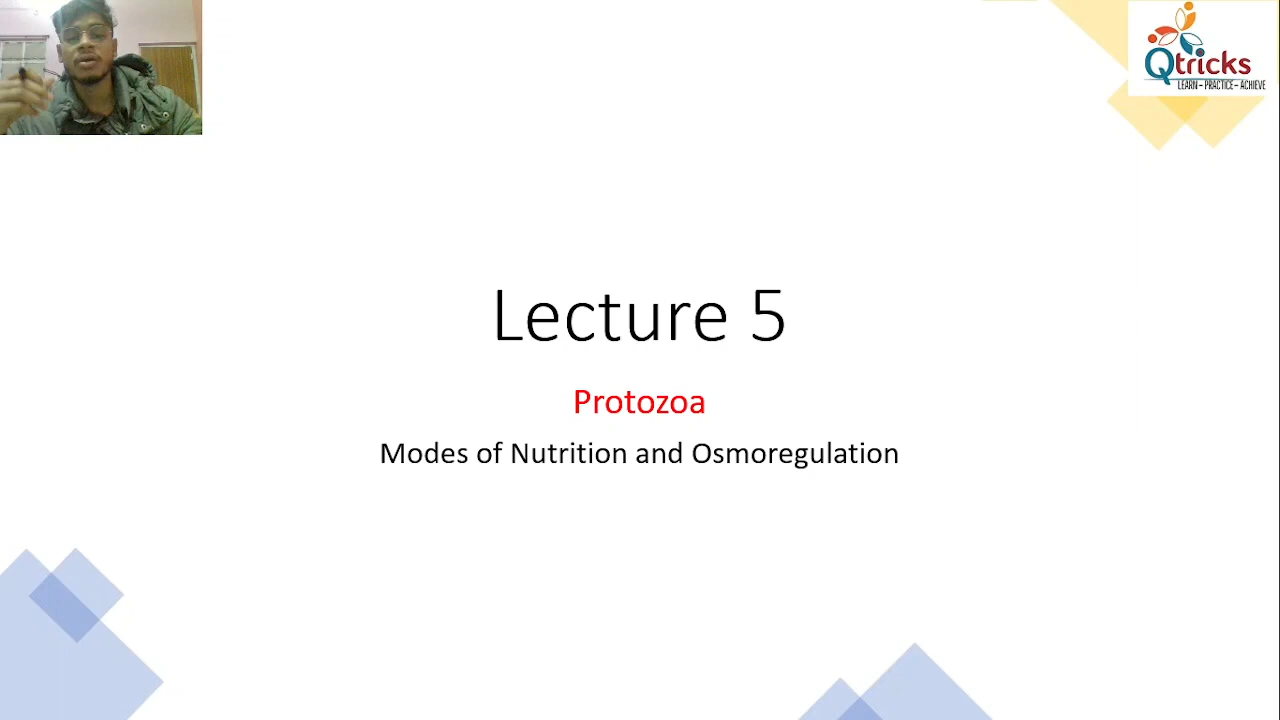 Qtricks
LEARN – PRACTICE – ACHIEVE
Lecture 5
Protozoa
Modes of Nutrition and Osmoregulation